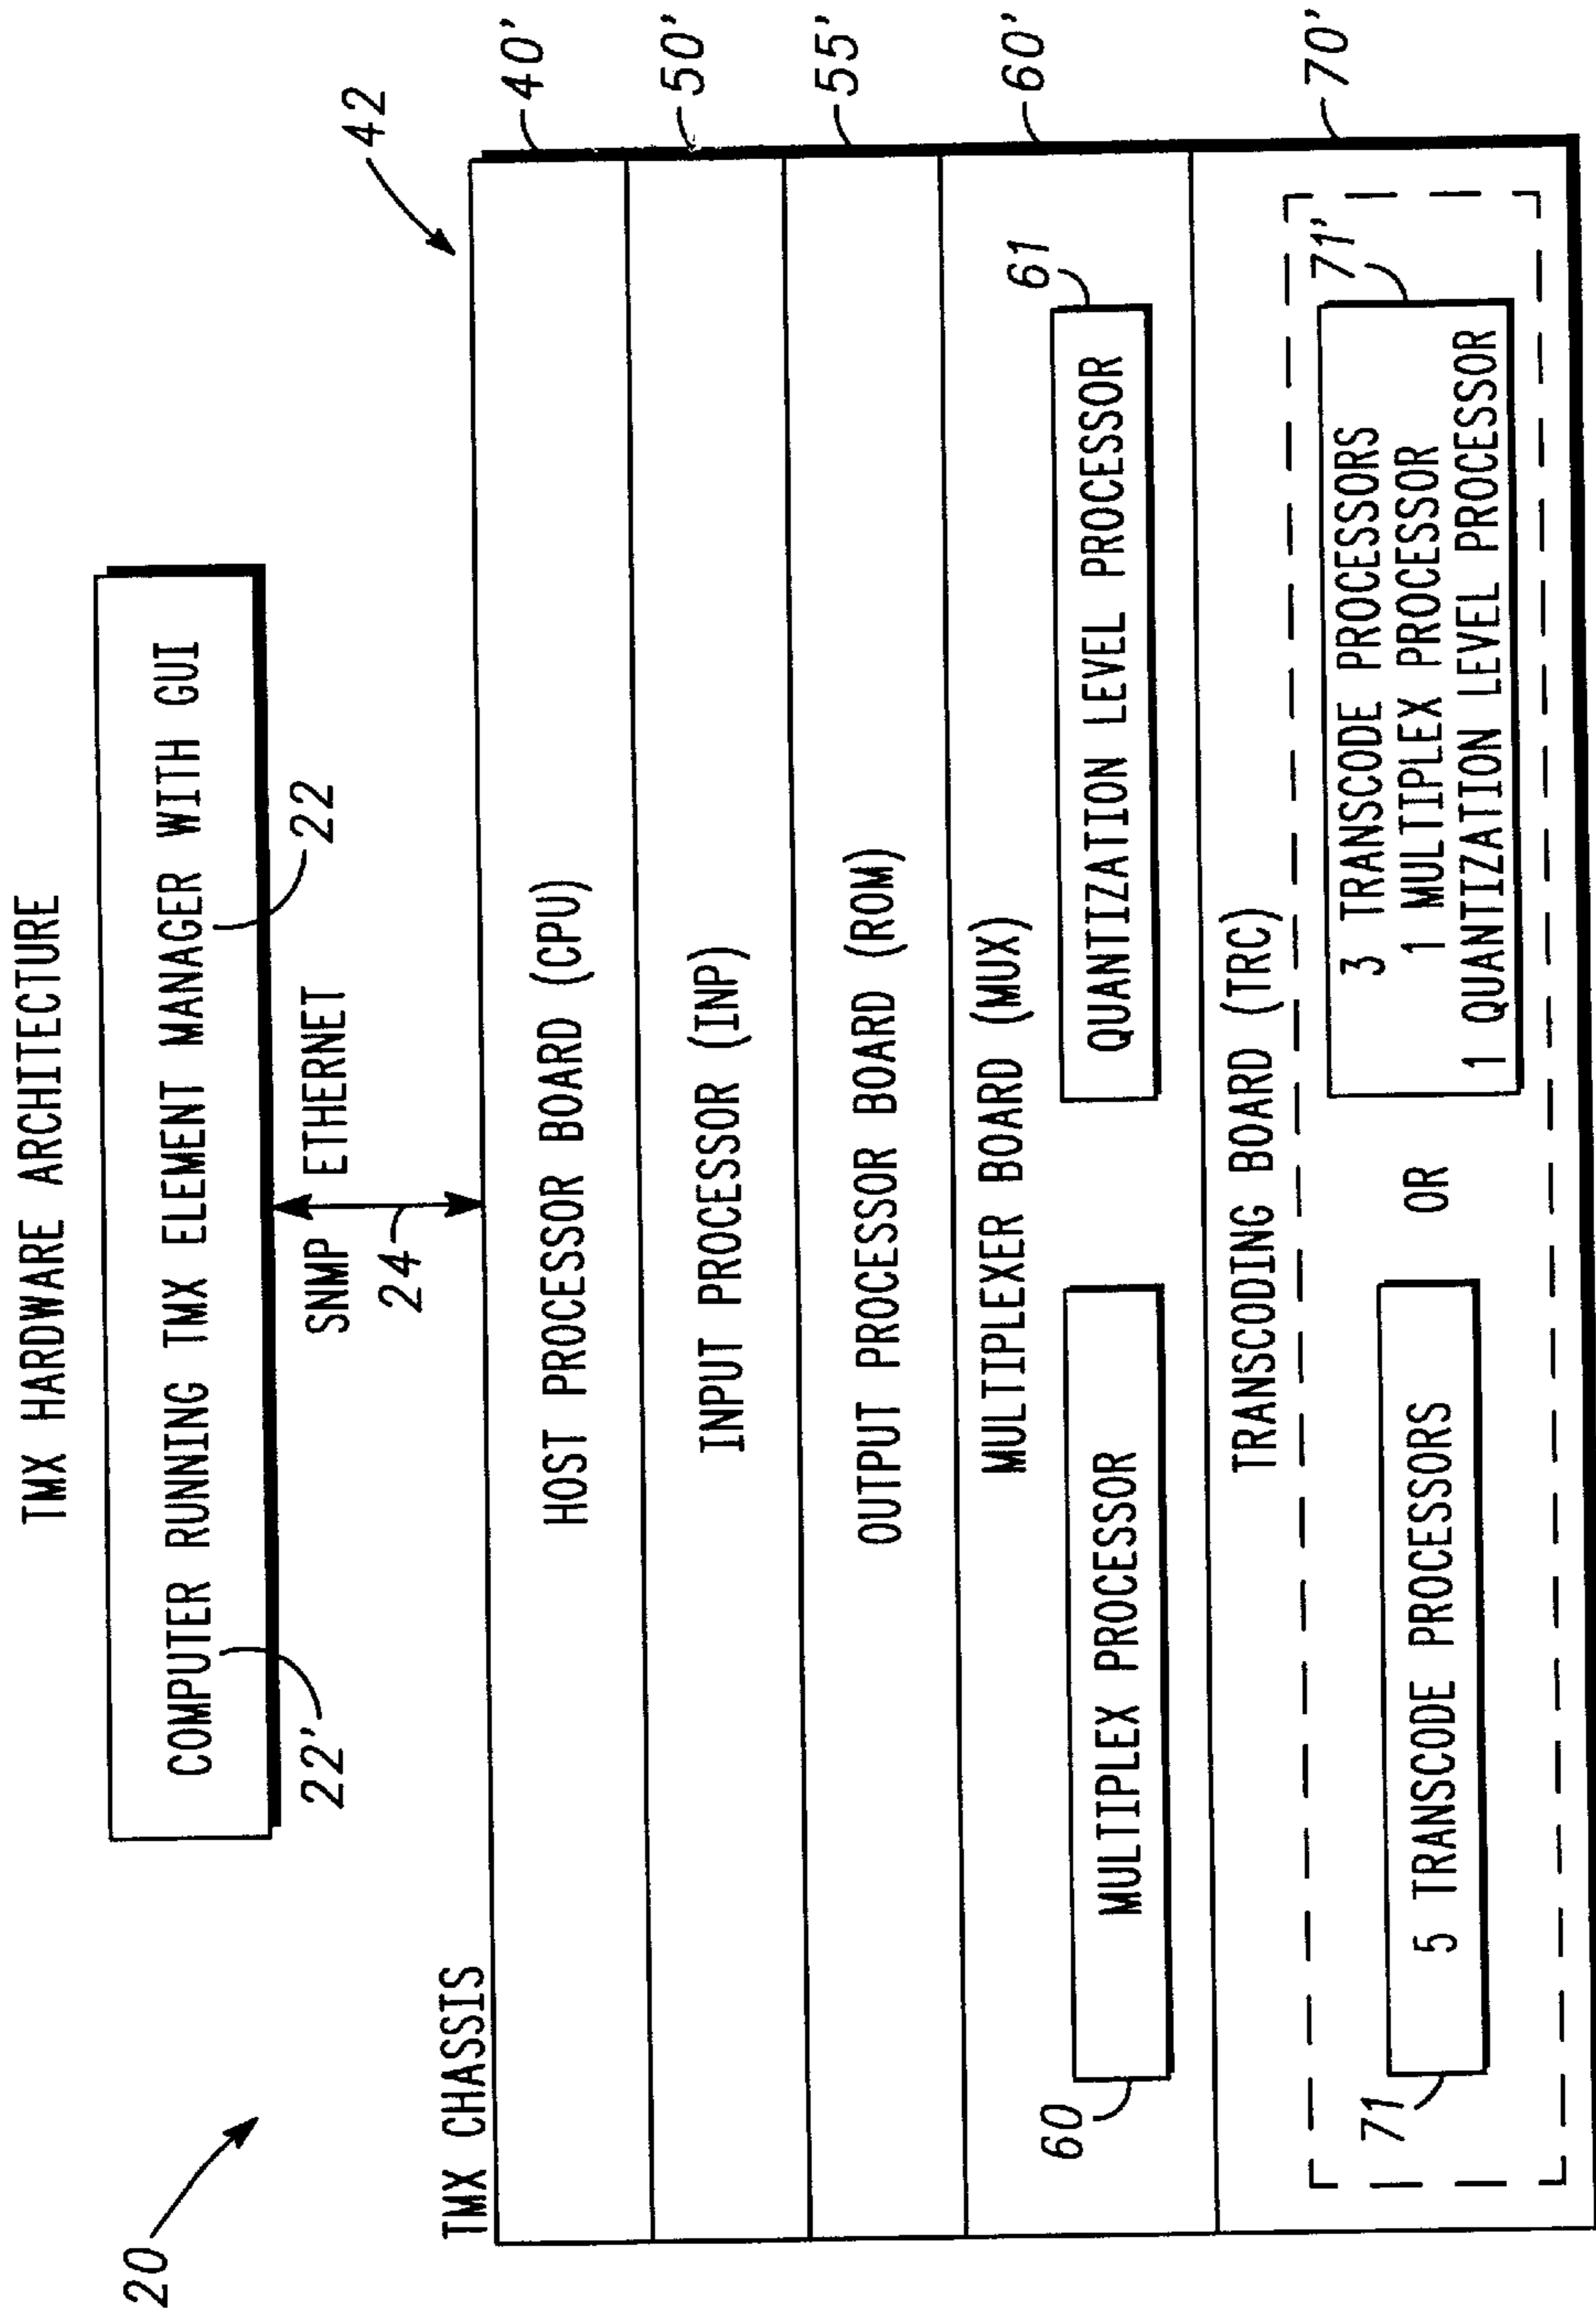 TMX HARDWARE ARCHITECTURE
COMPUTER RUNNING TMX ELEMENT MANAGER WITH GUI
22'
22
20
SNMP ETHERNET
24
42
TMX CHASSIS
HOST PROCESSOR BOARD (CPU)
40'
INPUT PROCESSOR (INP)
50'
OUTPUT PROCESSOR BOARD (ROM)
55'
MULTIPLEXER BOARD (MUX)
60'
61
60
MULTIPLEX PROCESSOR
QUANTIZATION LEVEL PROCESSOR
TRANSCODING BOARD (TRC)
70'
71
5 TRANSCODE PROCESSORS
OR
71'
3 TRANSCODE PROCESSORS
1 MULTIPLEX PROCESSOR
1 QUANTIZATION LEVEL PROCESSOR